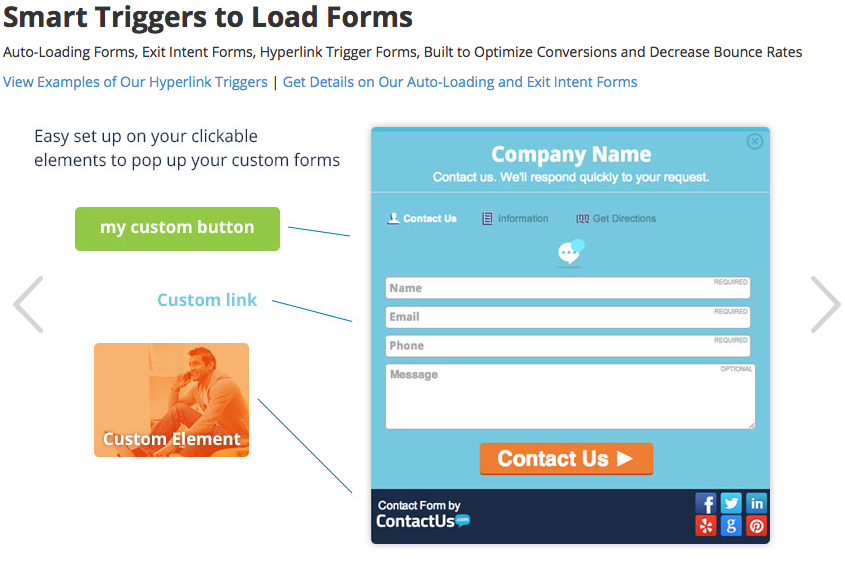 Smart Triggers to Load Forms
Auto-Loading Forms, Exit Intent Forms, Hyperlink Trigger Forms, Built to Optimize Conversions and Decrease Bounce Rates
View Examples of Our Hyperlink Triggers | Get Details on Our Auto-Loading and Exit Intent Forms
Easy set up on your clickable
elements to pop up your custom forms
my custom button
Custom link
Custom Element
Company Name
Contact us. We'll respond quickly to your request.
Contact Us Information Get Directions
Name REQUIRED
Email REQUIRED
Phone REQUIRED
Message OPTIONAL
Contact Us
Contact Form by
ContactUs.com